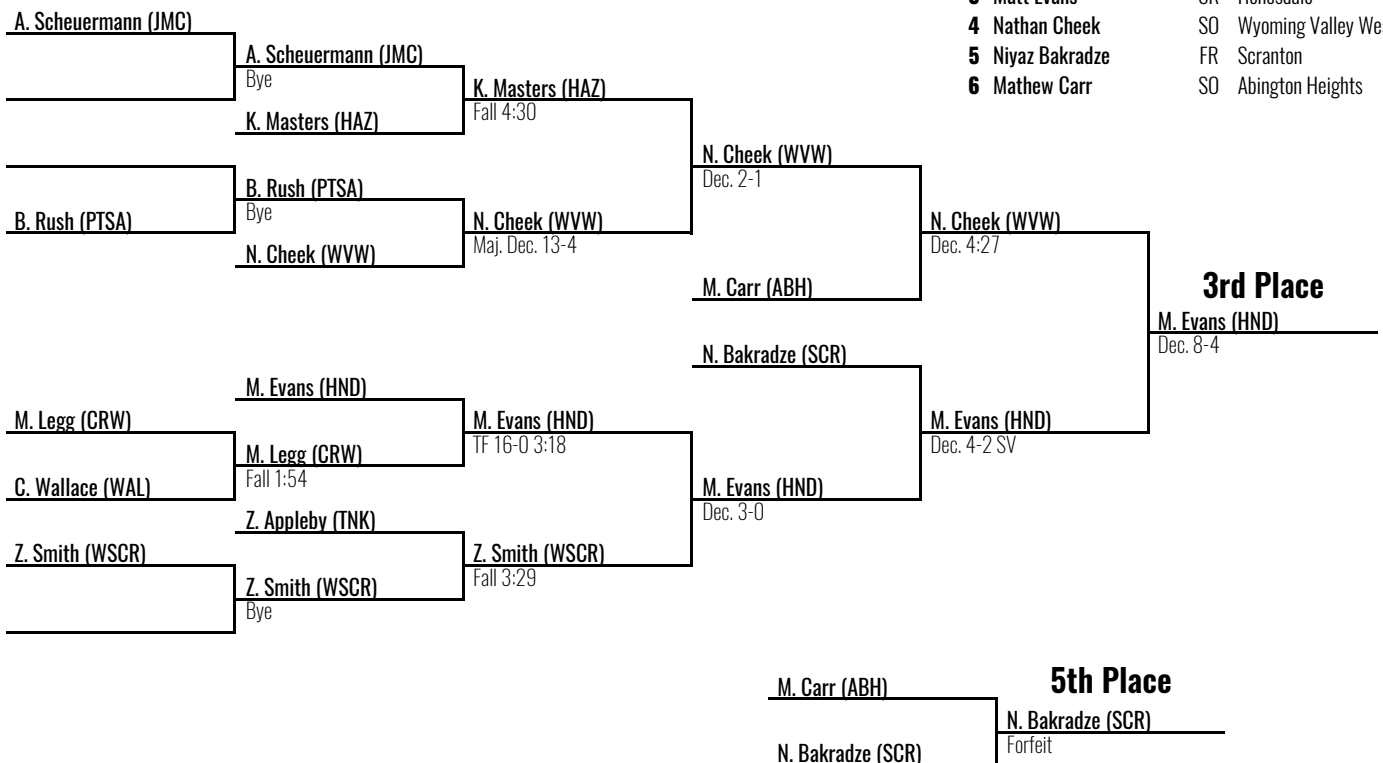 3 Matt Evans SR Honesdale
4 Nathan Cheek SO Wyoming Valley We
5 Niyaz Bakradze FR Scranton
6 Mathew Carr SO Abington Heights
A. Scheuermann (JMC)
A. Scheuermann (JMC)
Bye
K. Masters (HAZ)
K. Masters (HAZ)
Fall 4:30
B. Rush (PTSA)
B. Rush (PTSA)
Bye
N. Cheek (WVW)
N. Cheek (WVW)
Maj. Dec. 13-4
N. Cheek (WVW)
Dec. 2-1
M. Carr (ABH)
N. Cheek (WVW)
Dec. 4:27
3rd Place
M. Evans (HND)
Dec. 8-4
N. Bakradze (SCR)
M. Evans (HND)
M. Legg (CRW)
C. Wallace (WAL)
M. Legg (CRW)
Fall 1:54
M. Evans (HND)
TF 16-0 3:18
M. Evans (HND)
Dec. 4-2 SV
M. Evans (HND)
Dec. 3-0
Z. Appleby (TNK)
Z. Smith (WSCR)
Z. Smith (WSCR)
Bye
Z. Smith (WSCR)
Fall 3:29
5th Place
M. Carr (ABH)
N. Bakradze (SCR)
N. Bakradze (SCR)
Forfeit